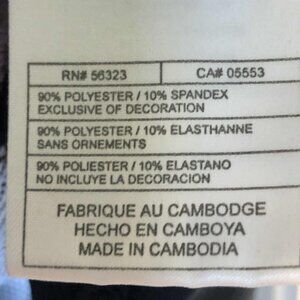 RN# 56323 CA# 05553
90% POLYESTER / 10% SPANDEX
EXCLUSIVE OF DECORATION
90% POLYESTER / 10% ELASTHANNE
SANS ORNEMENTS
90% POLIESTER / 10% ELASTANO
NO INCLUYE LA DECORACION
FABRIQUE AU CAMBODGE
HECHO EN CAMBOYA
MADE IN CAMBODIA